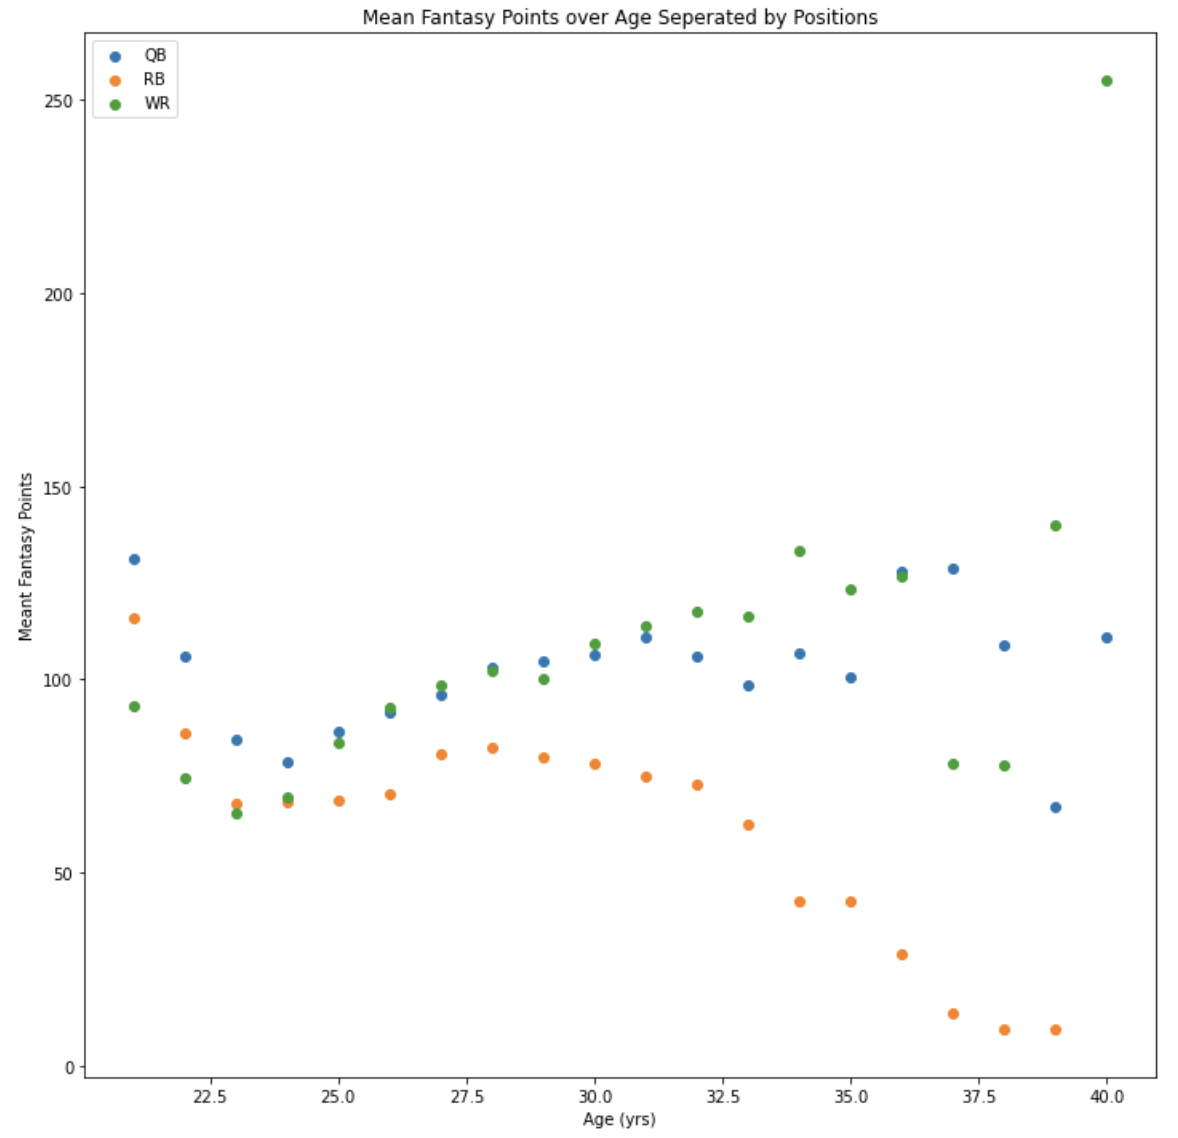 Mean Fantasy Points over Age Seperated by Positions
QB
RB
WR
250
200
150
100
50
0
Meant Fantasy Points
22.5 25.0 27.5 30.0 32.5 35.0 37.5 40.0
Age (yrs)